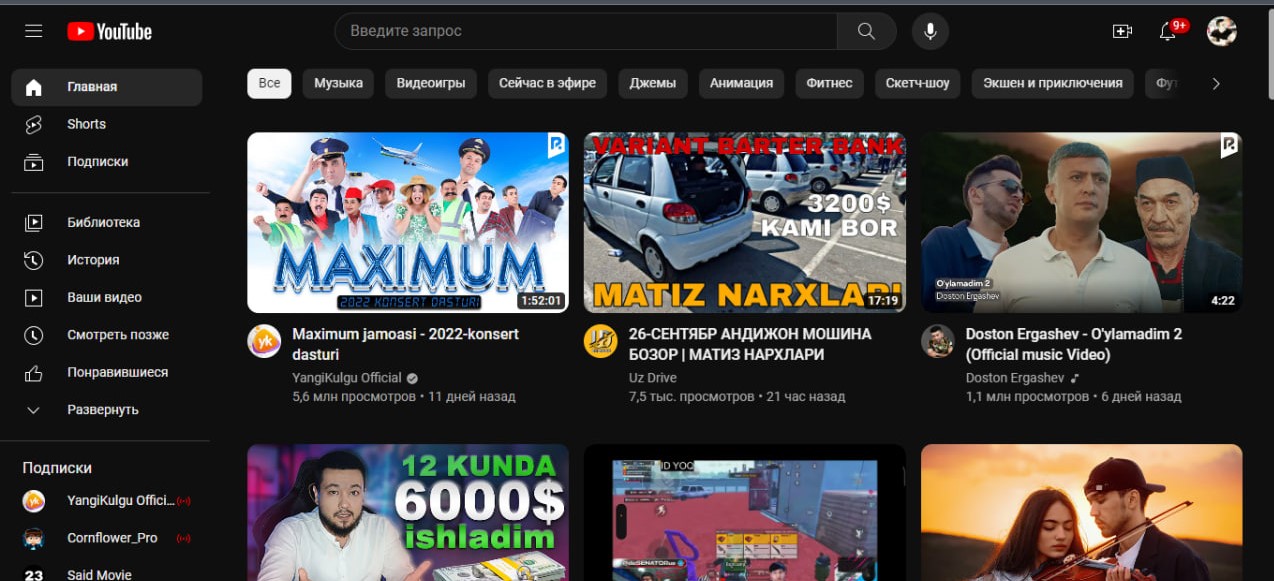 YouTube
Введите запрос
9+
Главная
Shorts
Подписки
Библиотека
История
Ваши видео
Смотреть позже
Понравившиеся
Развернуть
Подписки
YangiKulgu Offici...
Cornflower_Pro
23 Said Movie
Все
Музыка
Видеоигры
Сейчас в эфире
Джемы
Анимация
Фитнес
Скетч-шоу
Экшен и приключения
Фут
MAXIMUM
2022 KONSERT DASTURI
1:52:01
yk
Maximum jamoasi - 2022-konsert
dasturi
YangiKulgu Official
5,6 млн просмотров • 11 дней назад
VARIANT BARTER BANK
3200$
KAMI BOR
MATIZ NARXLARI
17:19
26-СЕНТЯБР АНДИЖОН МОШИНА
БОЗОР | МАТИЗ НАРХЛАРИ
Uz Drive
7,5 тыс. просмотров • 21 час назад
O'ylamadim 2
Doston Ergashev
4:22
Doston Ergashev - O'ylamadim 2
(Official music Video)
Doston Ergashev
1,1 млн просмотров • 6 дней назад
12 KUNDA
6000$
ishladim
ID YOQ